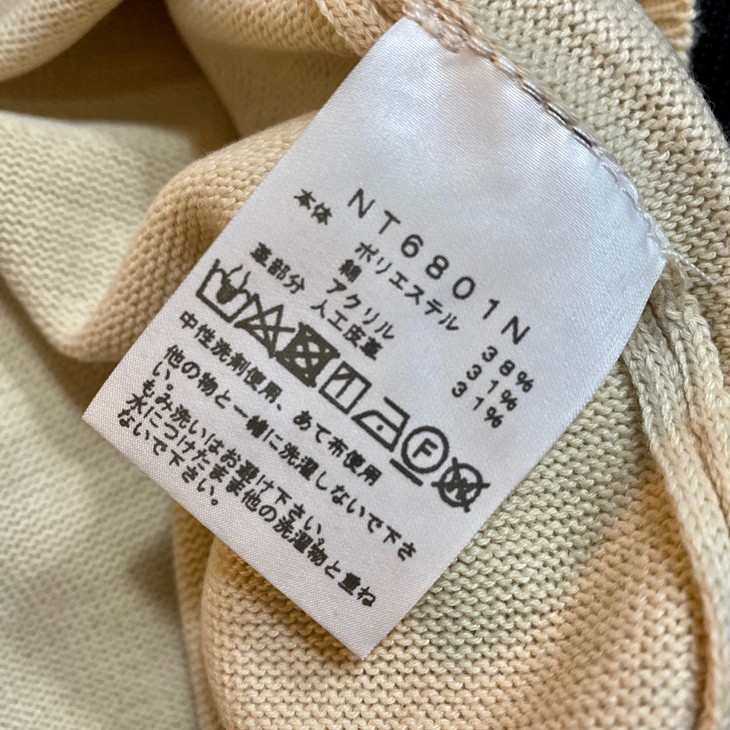 NT6801N
本体 ポリエステル 38%
綿 31%
アクリル 31%
革部分 人工皮革
F
中性洗剤使用、あて布使用
他の物と一緒に洗濯しないで下さ
い。
もみ洗いはお避け下さい。
水につけたまま他の洗濯物と重ね
ないで下さい。